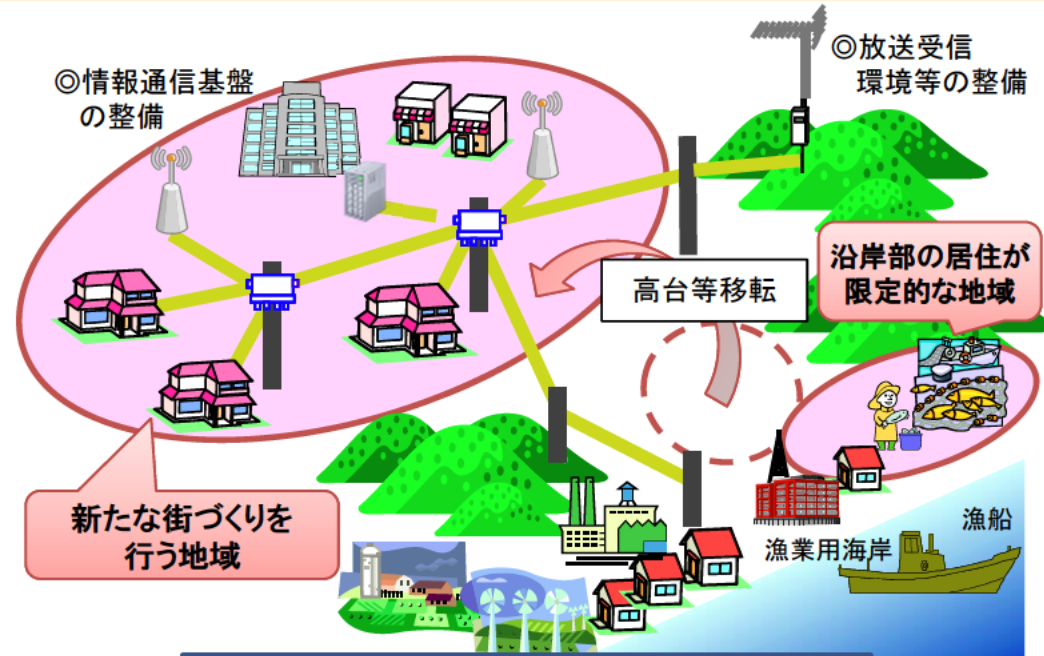 ◎情報通信基盤
の整備
◎放送受信
環境等の整備
沿岸部の居住が
限定的な地域
高台等移転
新たな街づくりを
行う地域
漁業用海岸
漁船